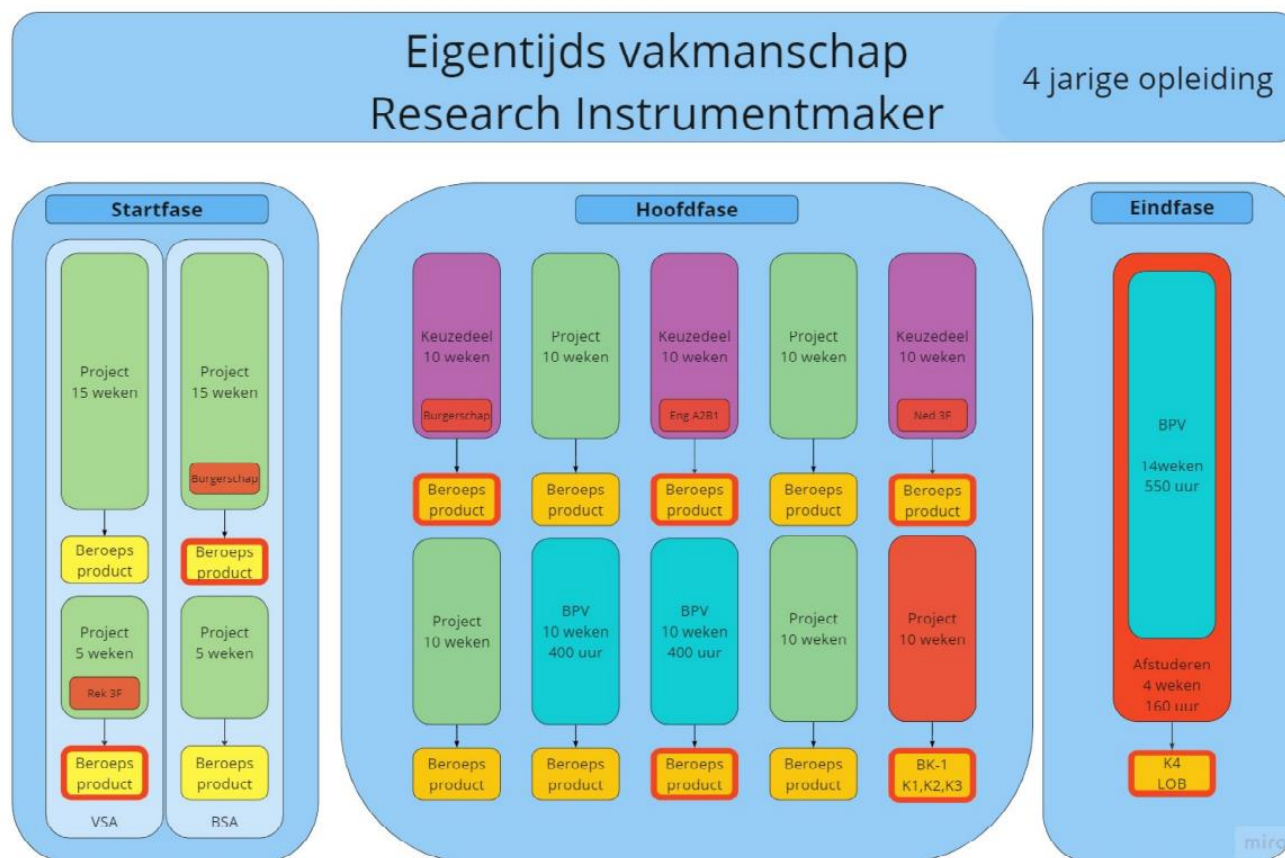 Eigentijds vakmanschap
Research Instrumentmaker
4 jarige opleiding
Startfase
Project
15 weken
Beroeps
product
Project
5 weken
Rek 3F
Beroeps
product
VSA
Project
15 weken
Burgerschap
Beroeps
product
Project
5 weken
Beroeps
product
BSA
Hoofdfase
Keuzedeel
10 weken
Burgerschap
Beroeps
product
Project
10 weken
Beroeps
product
Project
10 weken
Beroeps
product
BPV
10 weken
400 uur
Beroeps
product
Keuzedeel
10 weken
Eng A2B1
Beroeps
product
BPV
10 weken
400 uur
Beroeps
product
Project
10 weken
Beroeps
product
Project
10 weken
Beroeps
product
Keuzedeel
10 weken
Ned 3F
Beroeps
product
Project
10 weken
BK-1
K1,K2,K3
Eindfase
BPV
14weken
550 uur
Afstuderen
4 weken
160 uur
K4
LOB
miro